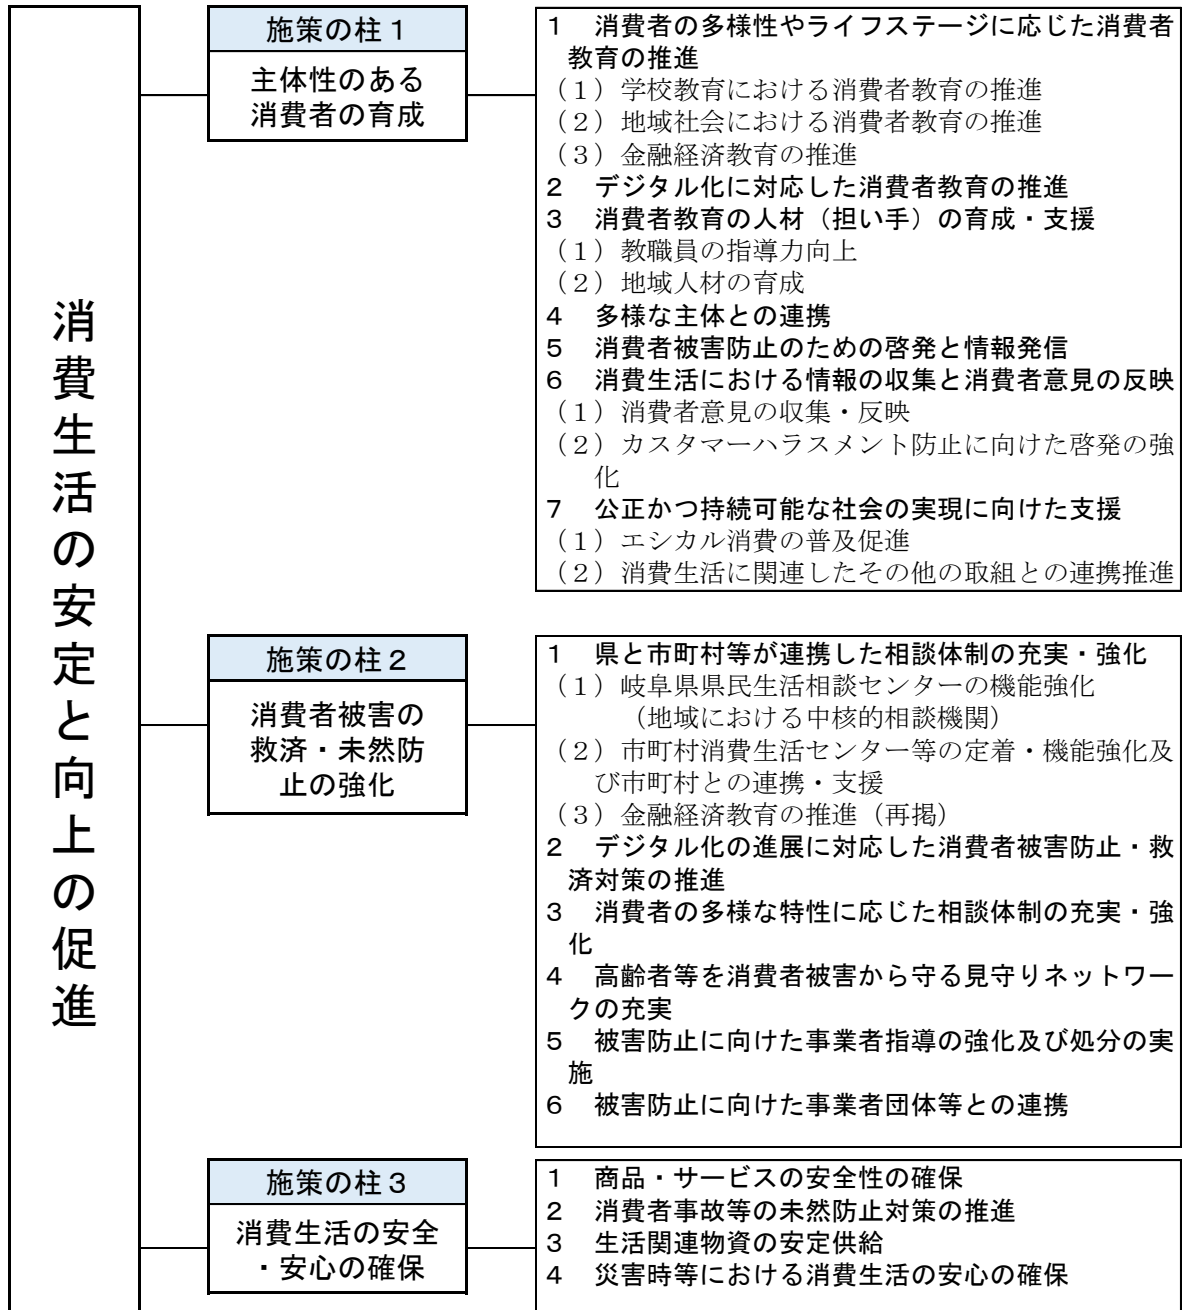 消費生活の安定と向上の促進
施策の柱１
主体性のある
消費者の育成
１　消費者の多様性やライフステージに応じた消費者
教育の推進
（１）学校教育における消費者教育の推進
（２）地域社会における消費者教育の推進
（３）金融経済教育の推進
２　デジタル化に対応した消費者教育の推進
３　消費者教育の人材（担い手）の育成・支援
（１）教職員の指導力向上
（２）地域人材の育成
４　多様な主体との連携
５　消費者被害防止のための啓発と情報発信
６　消費生活における情報の収集と消費者意見の反映
（１）消費者意見の収集・反映
（２）カスタマーハラスメント防止に向けた啓発の強
化
７　公正かつ持続可能な社会の実現に向けた支援
（１）エシカル消費の普及促進
（２）消費生活に関連したその他の取組との連携推進
施策の柱２
消費者被害の
救済・未然防
止の強化
１　県と市町村等が連携した相談体制の充実・強化
（１）岐阜県県民生活相談センターの機能強化
（地域における中核的相談機関）
（２）市町村消費生活センター等の定着・機能強化及
び市町村との連携・支援
（３）金融経済教育の推進（再掲）
２　デジタル化の進展に対応した消費者被害防止・救
済対策の推進
３　消費者の多様な特性に応じた相談体制の充実・強
化
４　高齢者等を消費者被害から守る見守りネットワー
クの充実
５　被害防止に向けた事業者指導の強化及び処分の実
施
６　被害防止に向けた事業者団体等との連携
施策の柱３
消費生活の安全
・安心の確保
１　商品・サービスの安全性の確保
２　消費者事故等の未然防止対策の推進
３　生活関連物資の安定供給
４　災害時等における消費生活の安心の確保